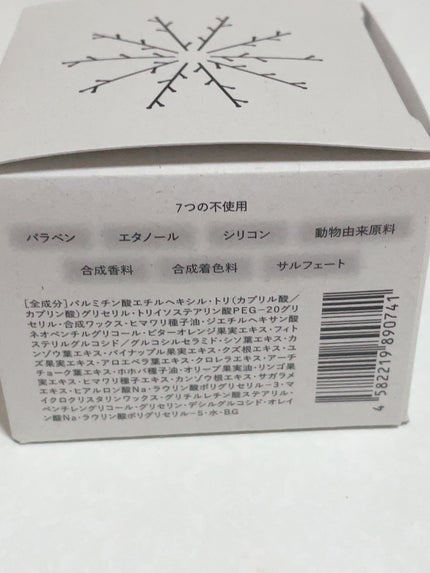 7つの不使用
パラベン エタノール シリコン 動物由来原料
合成香料 合成着色料 サルフェート
[全成分]パルミチン酸エチルヘキシル・トリ(カプリル酸/
カプリン酸)グリセリル・トリイソステアリン酸PEG-20グリ
セリル・合成ワックス・ヒマワリ種子油・ジエチルヘキサン酸
ネオペンチルグリコール・ビターオレンジ果実エキス・フィト
ステリルグルコシド/グルコシルセラミド・シソ葉エキス・カ
ンゾウ葉エキス・パイナップル果実エキス・クズ根エキス・ユ
ズ果実エキス・アロエベラ葉エキス・クロレラエキス・アーチ
チョーク葉エキス・ホホバ種子油・オリーブ果実油・リンゴ果
実エキス・ヒマワリ種子エキス・カンゾウ根エキス・サガラメ
エキス・ヒアルロン酸Na・ラウリン酸ポリグリセリル-3・マ
イクロクリスタリンワックス・グリチルレチン酸ステアリル・
ペンチレングリコール・グリセリン・デシルグルコシド・オレイ
ン酸Na・ラウリン酸ポリグリセリル-5・水・BG
4 582219 890741